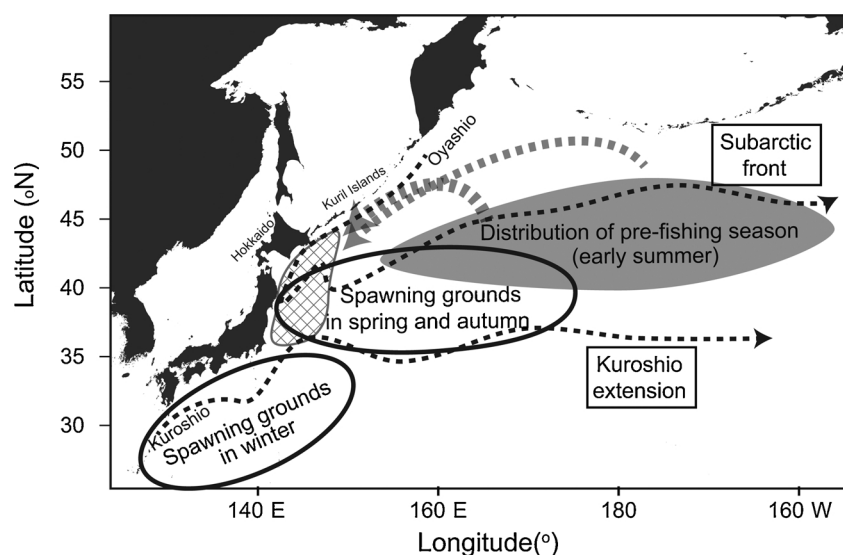 55
50
45
40
35
30
Latitude (oN)
Oyashio
Kuril Islands
Hokkaido
Subarctic
front
Distribution of pre-fishing season
(early summer)
Spawning grounds
in spring and autumn
Kuroshio
extension
Kuroshio
Spawning grounds
in winter
140 E
160 E
180
160 W
Longitude(°)